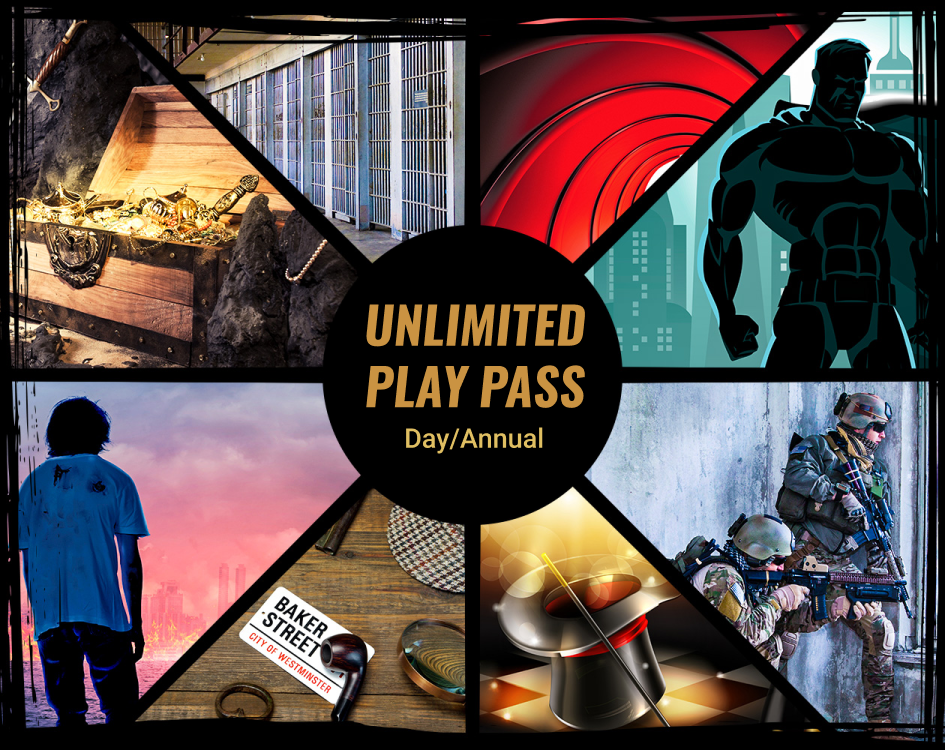 UNLIMITED
PLAY PASS
Day/Annual
BAKER
STREET
CITY OF WESTMINSTER